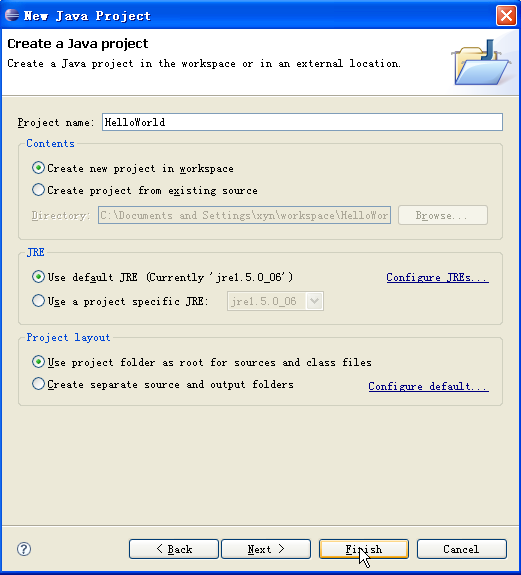 New Java Project
Create a Java project
Create a Java project in the workspace or in an external location.
Project name: HelloWorld
Contents
Create new project in workspace
Create project from existing source
Directory: C:\Documents and Settings\xyn\workspace\HelloWor Browse...
JRE
Use default JRE (Currently 'jre1.5.0_06') Configure JREs...
Use a project specific JRE: jre1.5.0_06
Project layout
Use project folder as root for sources and class files
Create separate source and output folders Configure default...
? < Back Next > Finish Cancel